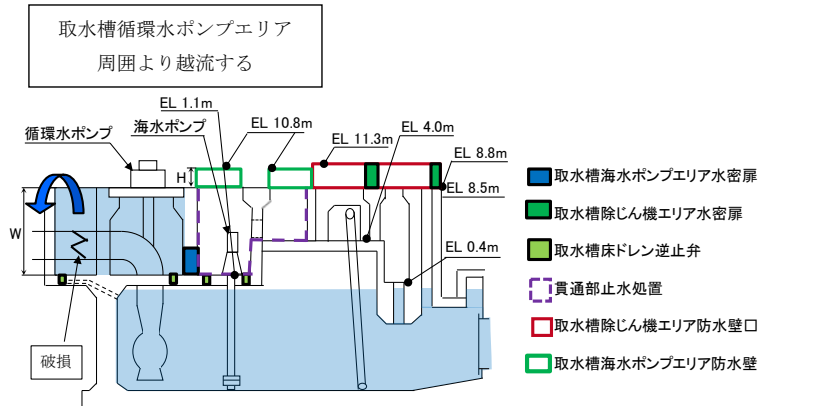 取水槽循環水ポンプエリア
周囲より越流する
EL 1.1m
循環水ポンプ
海水ポンプ
EL 10.8m
EL 11.3m
EL 4.0m
EL 8.8m
EL 8.5m
H
W
EL 0.4m
破損
取水槽海水ポンプエリア水密扉
取水槽除じん機エリア水密扉
取水槽床ドレン逆止弁
貫通部止水処置
取水槽除じん機エリア防水壁口
取水槽海水ポンプエリア防水壁